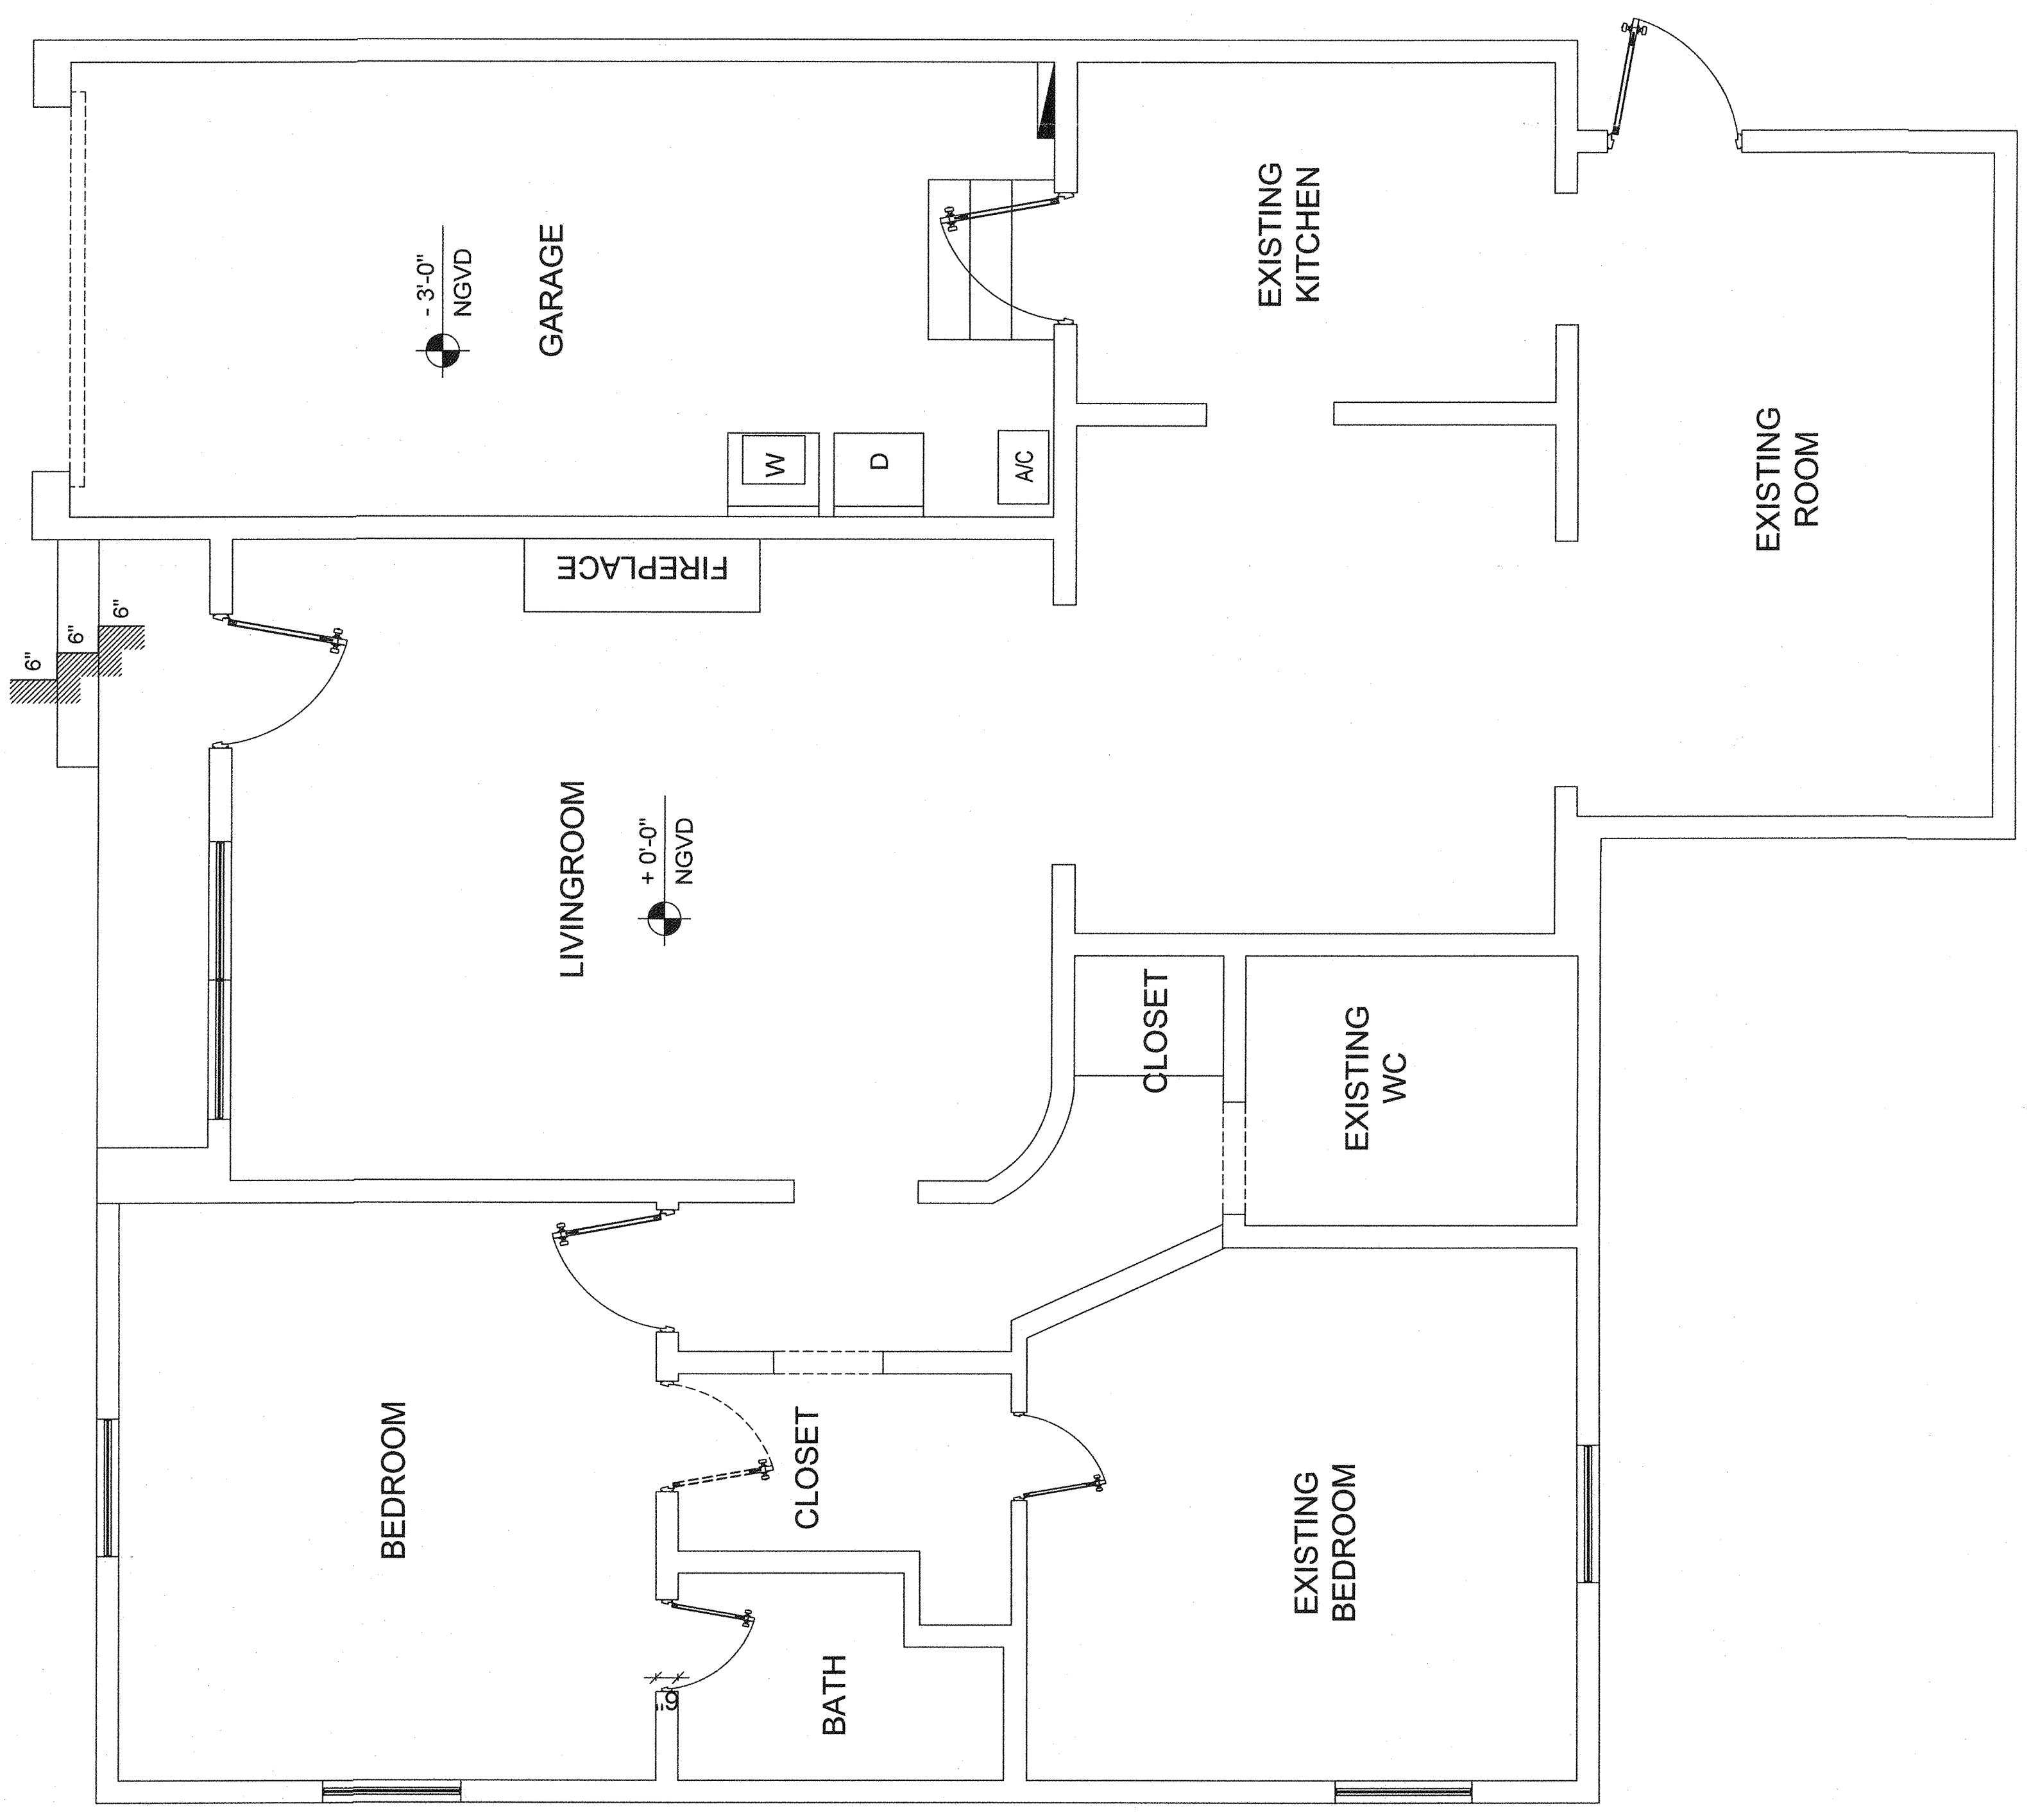 - 3'-0"
NGVD
GARAGE
EXISTING
KITCHEN
W
D
A/C
EXISTING
ROOM
FIREPLACE
6"
6"
6"
LIVINGROOM
+ 0'-0"
NGVD
CLOSET
EXISTING
WC
BEDROOM
CLOSET
EXISTING
BEDROOM
BATH
6"